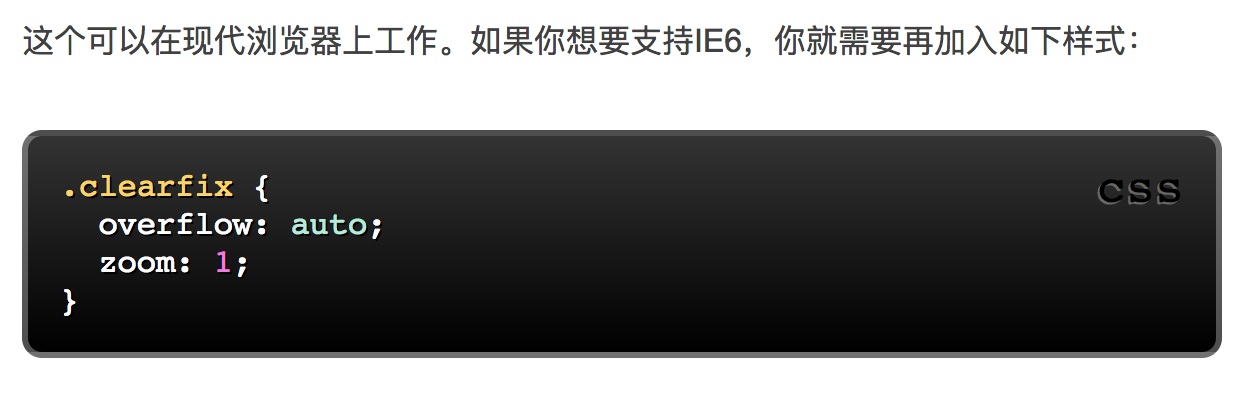 这个可以在现代浏览器上工作。如果你想要支持IE6，你就需要再加入如下样式：
.clearfix {
css
  overflow: auto;
  zoom: 1;
}